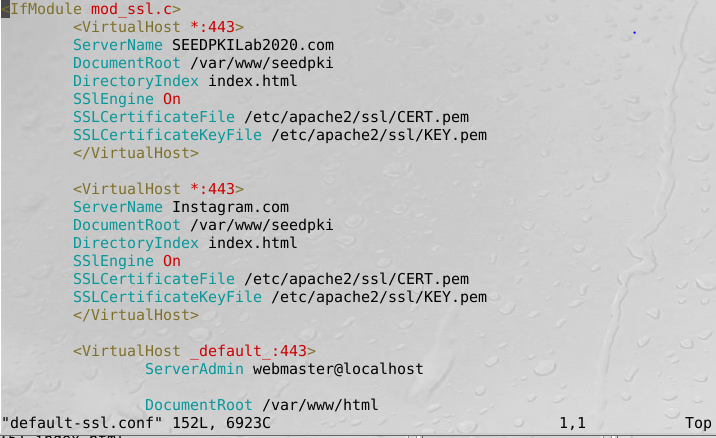 <IfModule mod_ssl.c>
<VirtualHost *:443>
ServerName SEEDPKILab2020.com
DocumentRoot /var/www/seedpki
DirectoryIndex index.html
SSlEngine On
SSLCertificateFile /etc/apache2/ssl/CERT.pem
SSLCertificateKeyFile /etc/apache2/ssl/KEY.pem
</VirtualHost>
<VirtualHost *:443>
ServerName Instagram.com
DocumentRoot /var/www/seedpki
DirectoryIndex index.html
SSlEngine On
SSLCertificateFile /etc/apache2/ssl/CERT.pem
SSLCertificateKeyFile /etc/apache2/ssl/KEY.pem
</VirtualHost>
<VirtualHost _default_:443>
ServerAdmin webmaster@localhost
DocumentRoot /var/www/html
"default-ssl.conf" 152L, 6923C 1,1 Top